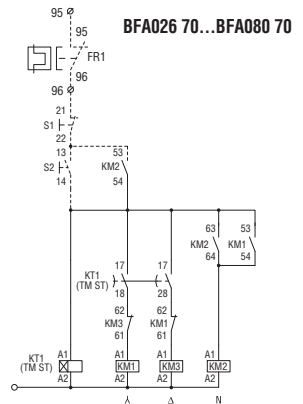 BFA026 70...BFA080 70
95
95
FR1
96
96
21
S1
22
13
53
S2
KM2
14
54
63
53
KM2
KM1
64
54
17
17
KT1
(TM ST)
18
28
62
62
KM3
KM1
61
61
KT1
(TM ST)
A1
A1
A1
A1
KM1
KM3
KM2
A2
A2
A2
A2
Δ
N